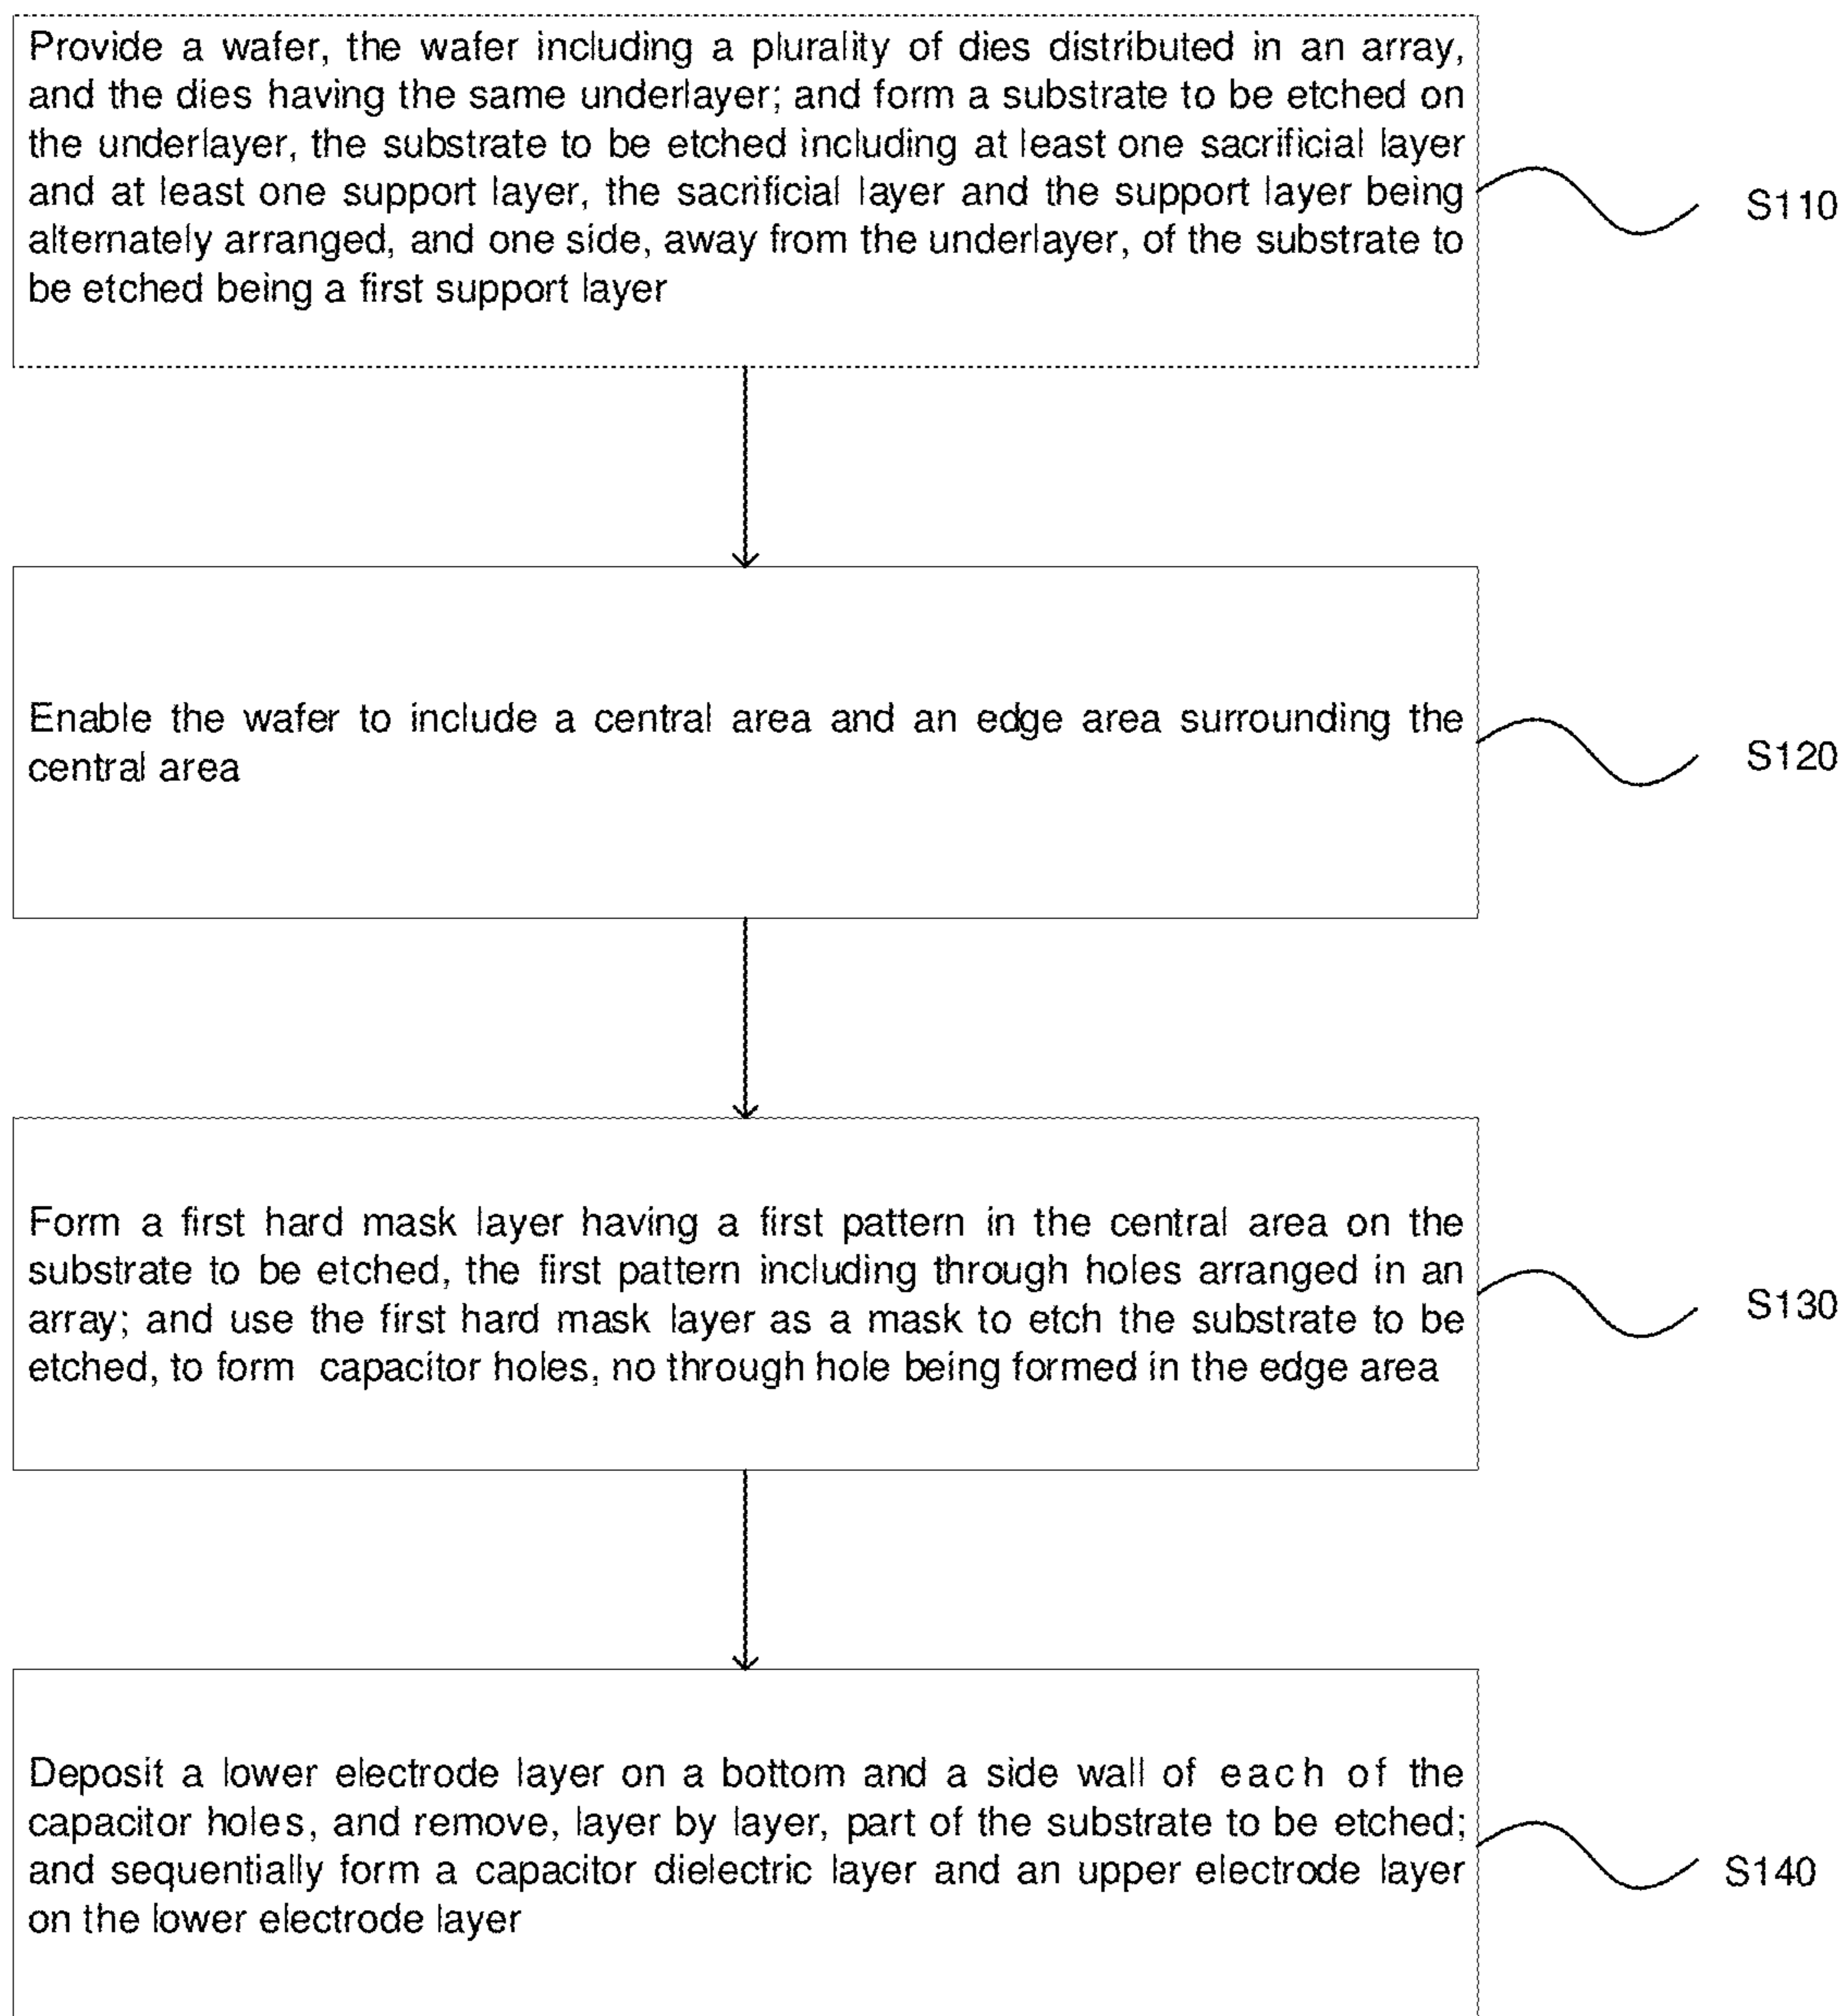 Provide a wafer, the wafer including a plurality of dies distributed in an array,
and the dies having the same underlayer; and form a substrate to be etched on
the underlayer, the substrate to be etched including at least one sacrificial layer
and at least one support layer, the sacrificial layer and the support layer being
alternately arranged, and one side, away from the underlayer, of the substrate to
be etched being a first support layer
S110
Enable the wafer to include a central area and an edge area surrounding the
central area
S120
Form a first hard mask layer having a first pattern in the central area on the
substrate to be etched, the first pattern including through holes arranged in an
array; and use the first hard mask layer as a mask to etch the substrate to be
etched, to form capacitor holes, no through hole being formed in the edge area
S130
Deposit a lower electrode layer on a bottom and a side wall of each of the
capacitor holes, and remove, layer by layer, part of the substrate to be etched;
and sequentially form a capacitor dielectric layer and an upper electrode layer
on the lower electrode layer
S140